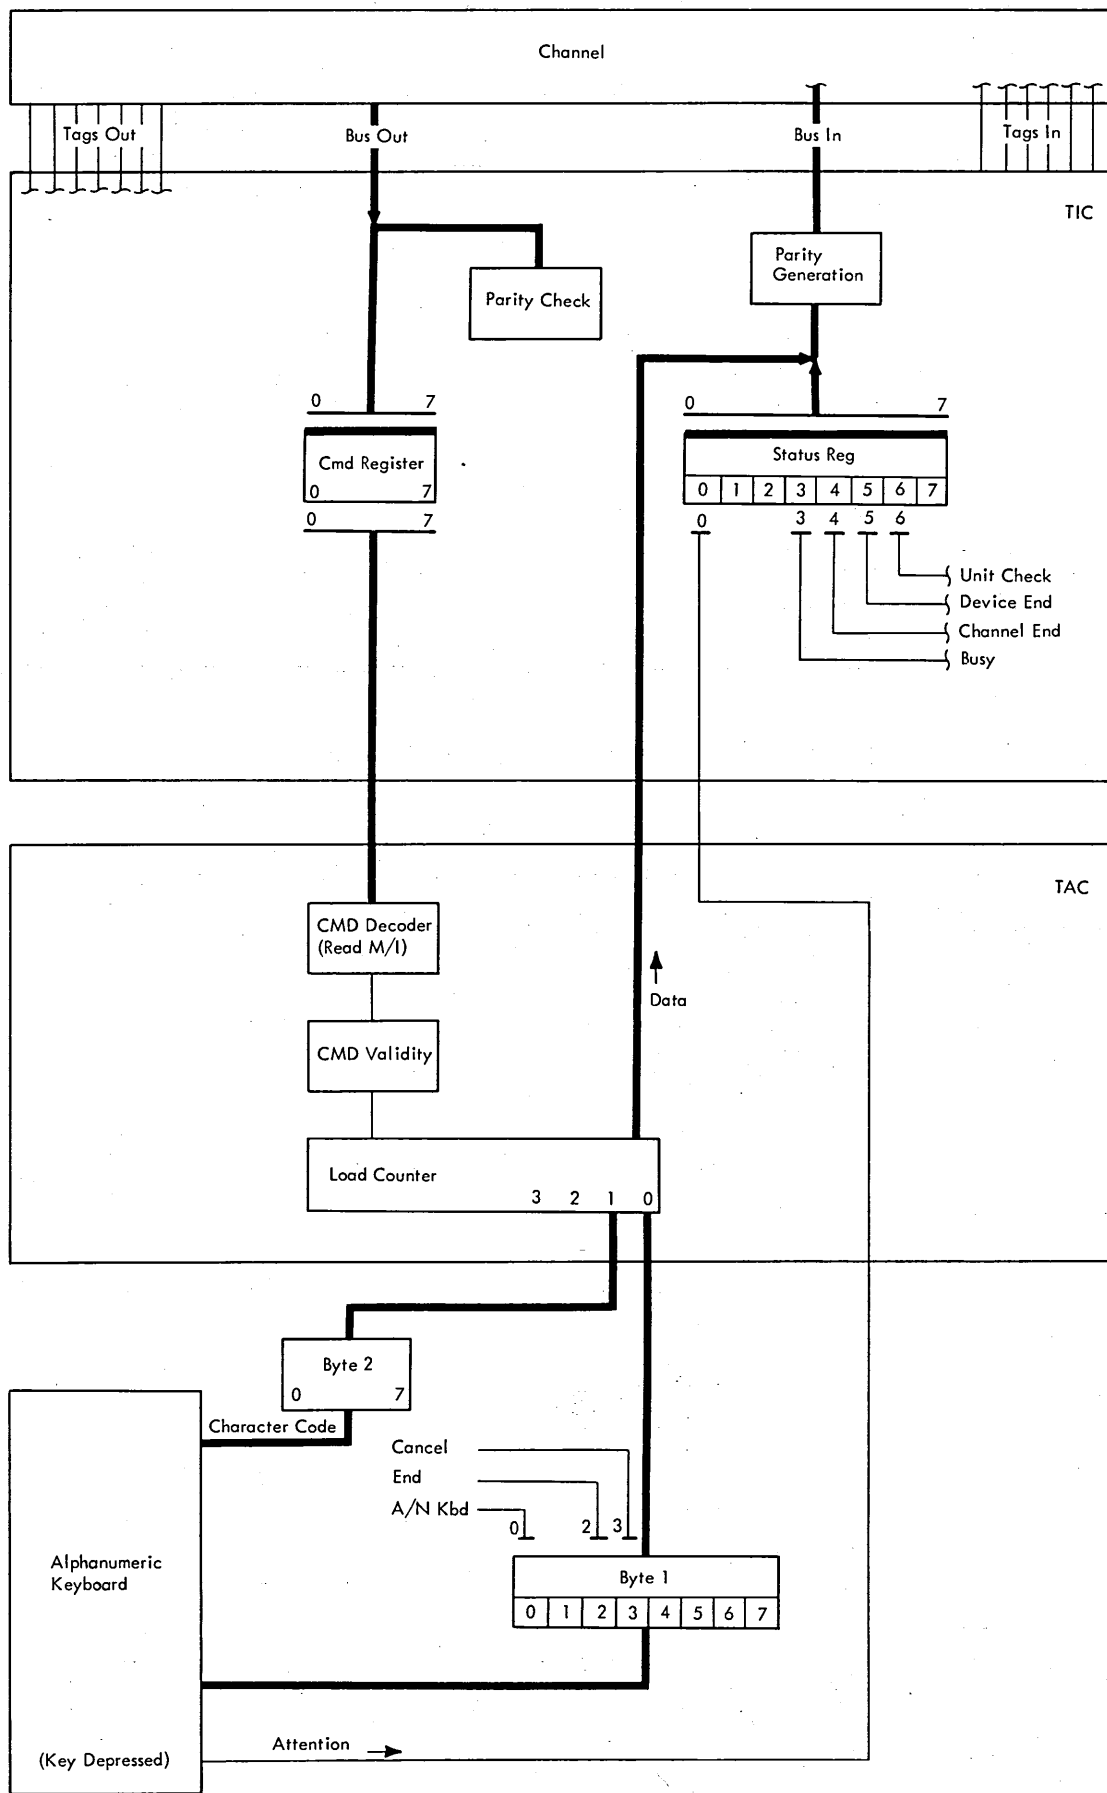 Channel
Tags Out
Bus Out
Bus In
Tags In
TIC
Parity
Generation
Parity Check
0 7
0 7
Cmd Register
0 7
0 7
Status Reg
0 1 2 3 4 5 6 7
0 3 4 5 6
Unit Check
Device End
Channel End
Busy
TAC
CMD Decoder
(Read M/I)
Data
CMD Validity
Load Counter
3 2 1 0
Byte 2
0 7
Character Code
Cancel
End
A/N Kbd
0 2 3
Alphanumeric
Keyboard
Byte 1
0 1 2 3 4 5 6 7
Attention
(Key Depressed)